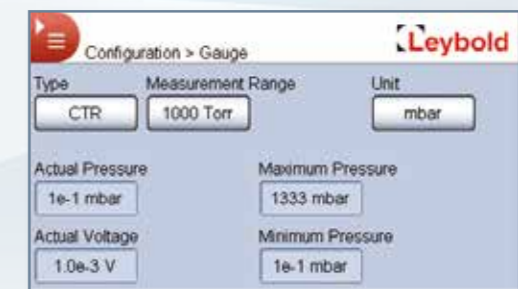 Configuration > Gauge
Leybold
Type Measurement Range Unit
CTR 1000 Torr mbar
Actual Pressure Maximum Pressure
1e-1 mbar 1333 mbar
Actual Voltage Minimum Pressure
1.0e-3 V 1e-1 mbar